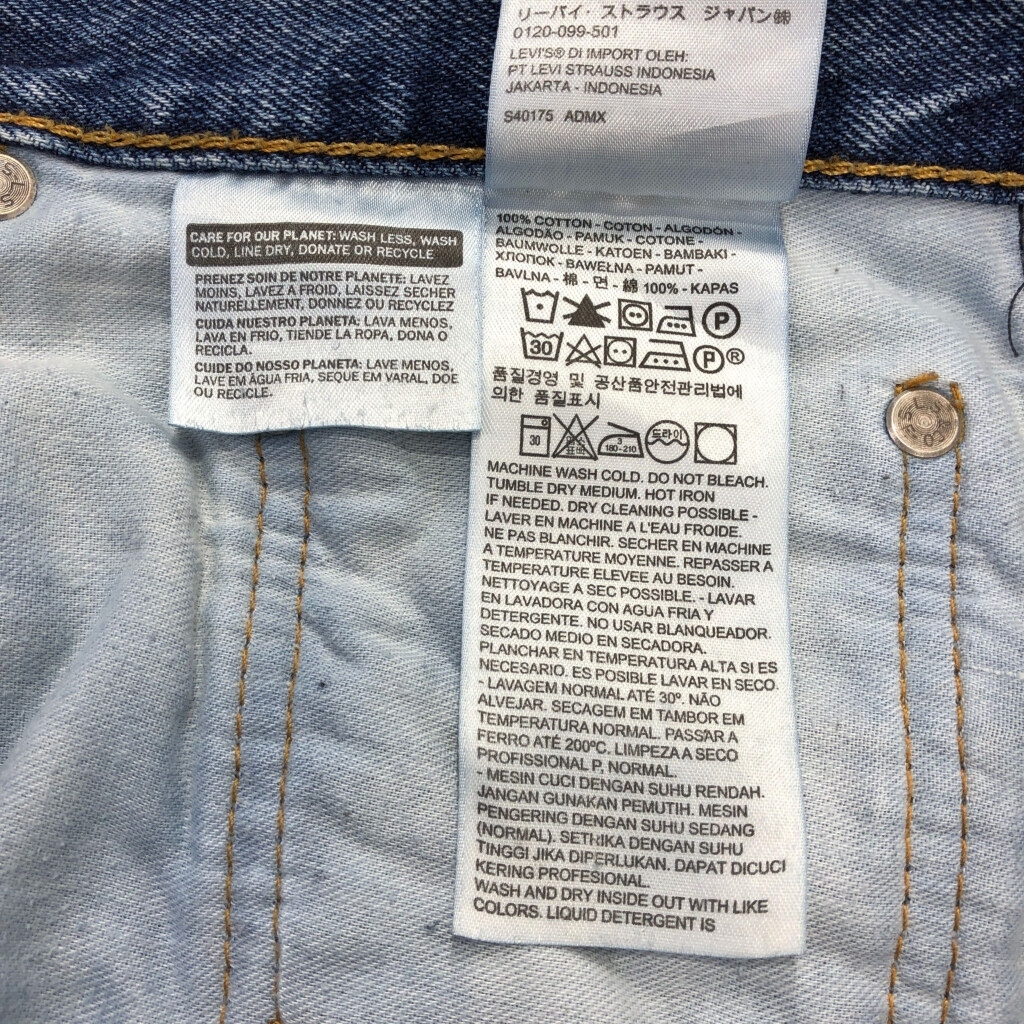 リーバイ・ストラウス ジャパン㈱
0120-099-501
LEVI'S® DI IMPORT OLEH:
PT LEVI STRAUSS INDONESIA
JAKARTA - INDONESIA
S40175 ADMX
CARE FOR OUR PLANET: WASH LESS, WASH
COLD, LINE DRY, DONATE OR RECYCLE
PRENEZ SOIN DE NOTRE PLANETE: LAVEZ
MOINS, LAVEZ A FROID, LAISSEZ SECHER
NATURELLEMENT, DONNEZ OU RECYCLEZ
CUIDA NUESTRO PLANETA: LAVA MENOS,
LAVA EN FRIO, TIENDE LA ROPA, DONA O
RECICLA.
CUIDE DO NOSSO PLANETA: LAVE MENOS,
LAVE EM ÁGUA FRIA, SEQUE EM VARAL, DOE
OU RECICLE.
100% COTTON - COTON - ALGODÓN -
ALGODÃO - PAMUK - COTONE -
BAUMWOLLE - KATOEN - BAMBAKI -
ХЛОПОК - BAWEŁNA - PAMUT -
BAVLNA - 棉 - 면 - 綿 100% - KAPAS
P
30 P®
품질경영 및 공산품안전관리법에
의한 품질표시
30 표백 3 180-210 드라이
MACHINE WASH COLD. DO NOT BLEACH.
TUMBLE DRY MEDIUM. HOT IRON
IF NEEDED. DRY CLEANING POSSIBLE -
LAVER EN MACHINE A L'EAU FROIDE.
NE PAS BLANCHIR. SECHER EN MACHINE
A TEMPERATURE MOYENNE. REPASSER A
TEMPERATURE ELEVEE AU BESOIN.
NETTOYAGE A SEC POSSIBLE. - LAVAR
EN LAVADORA CON AGUA FRIA Y
DETERGENTE. NO USAR BLANQUEADOR.
SECADO MEDIO EN SECADORA.
PLANCHAR EN TEMPERATURA ALTA SI ES
NECESARIO. ES POSIBLE LAVAR EN SECO.
- LAVAGEM NORMAL ATÉ 30º. NÃO
ALVEJAR. SECAGEM EM TAMBOR EM
TEMPERATURA NORMAL. PASSAR A
FERRO ATÉ 200ºC. LIMPEZA A SECO
PROFISSIONAL P, NORMAL.
- MESIN CUCI DENGAN SUHU RENDAH.
JANGAN GUNAKAN PEMUTIH. MESIN
PENGERING DENGAN SUHU SEDANG
(NORMAL). SETRIKA DENGAN SUHU
TINGGI JIKA DIPERLUKAN. DAPAT DICUCI
KERING PROFESIONAL.
WASH AND DRY INSIDE OUT WITH LIKE
COLORS. LIQUID DETERGENT IS